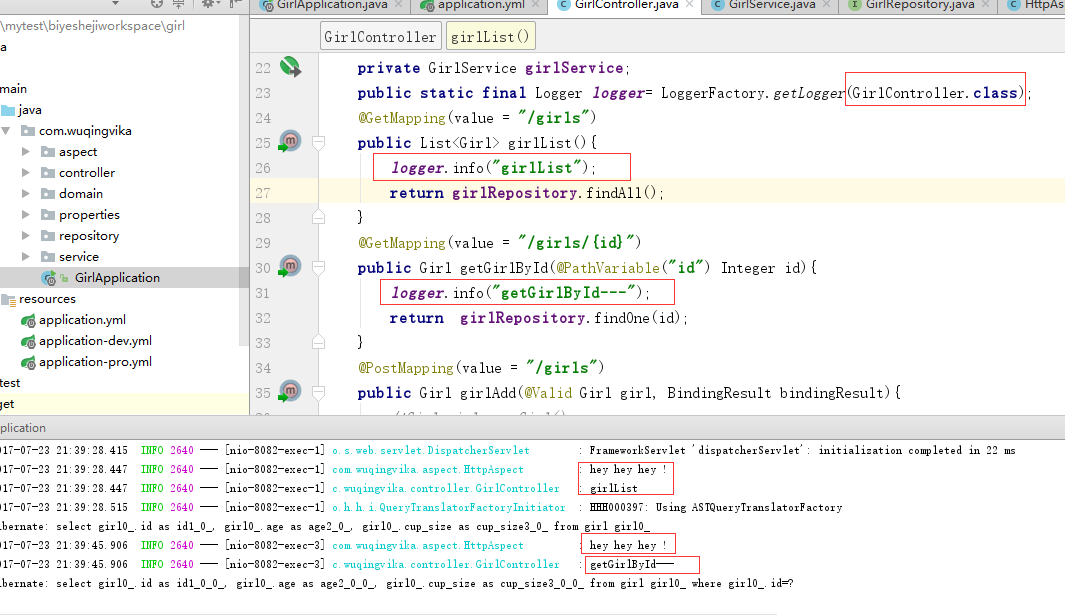 GirlApplication.java
application.yml
GirlController.java
GirlService.java
GirlRepository.java
HttpAs
\mytest\biyeshejiworkspace\girl
a
main
java
com.wuqingvika
aspect
controller
domain
properties
repository
service
GirlApplication
resources
application.yml
application-dev.yml
application-pro.yml
test
get
GirlController
girlList()
22 private GirlService girlService;
23 public static final Logger logger= LoggerFactory.getLogger(GirlController.class);
24 @GetMapping(value = "/girls")
25 public List<Girl> girlList(){
26 logger.info("girlList");
27 return girlRepository.findAll();
28 }
29 @GetMapping(value = "/girls/{id}")
30 public Girl getGirlById(@PathVariable("id") Integer id){
31 logger.info("getGirlById---");
32 return girlRepository.findOne(id);
33 }
34 @PostMapping(value = "/girls")
35 public Girl girlAdd(@Valid Girl girl, BindingResult bindingResult){
plication
17-07-23 21:39:28.415 INFO 2640 --- [nio-8082-exec-1] o.s.web.servlet.DispatcherServlet : FrameworkServlet 'dispatcherServlet': initialization completed in 22 ms
17-07-23 21:39:28.447 INFO 2640 --- [nio-8082-exec-1] com.wuqingvika.aspect.HttpAspect : hey hey hey !
17-07-23 21:39:28.447 INFO 2640 --- [nio-8082-exec-1] c.wuqingvika.controller.GirlController : girlList
17-07-23 21:39:28.515 INFO 2640 --- [nio-8082-exec-1] o.h.h.i.QueryTranslatorFactoryInitiator : HHH000397: Using ASTQueryTranslatorFactory
ibernate: select girl0_.id as id1_0_, girl0_.age as age2_0_, girl0_.cup_size as cup_size3_0_ from girl girl0_
17-07-23 21:39:45.906 INFO 2640 --- [nio-8082-exec-3] com.wuqingvika.aspect.HttpAspect : hey hey hey !
17-07-23 21:39:45.906 INFO 2640 --- [nio-8082-exec-3] c.wuqingvika.controller.GirlController : getGirlById---
ibernate: select girl0_.id as id1_0_0_, girl0_.age as age2_0_0_, girl0_.cup_size as cup_size3_0_0_ from girl girl0_ where girl0_.id=?